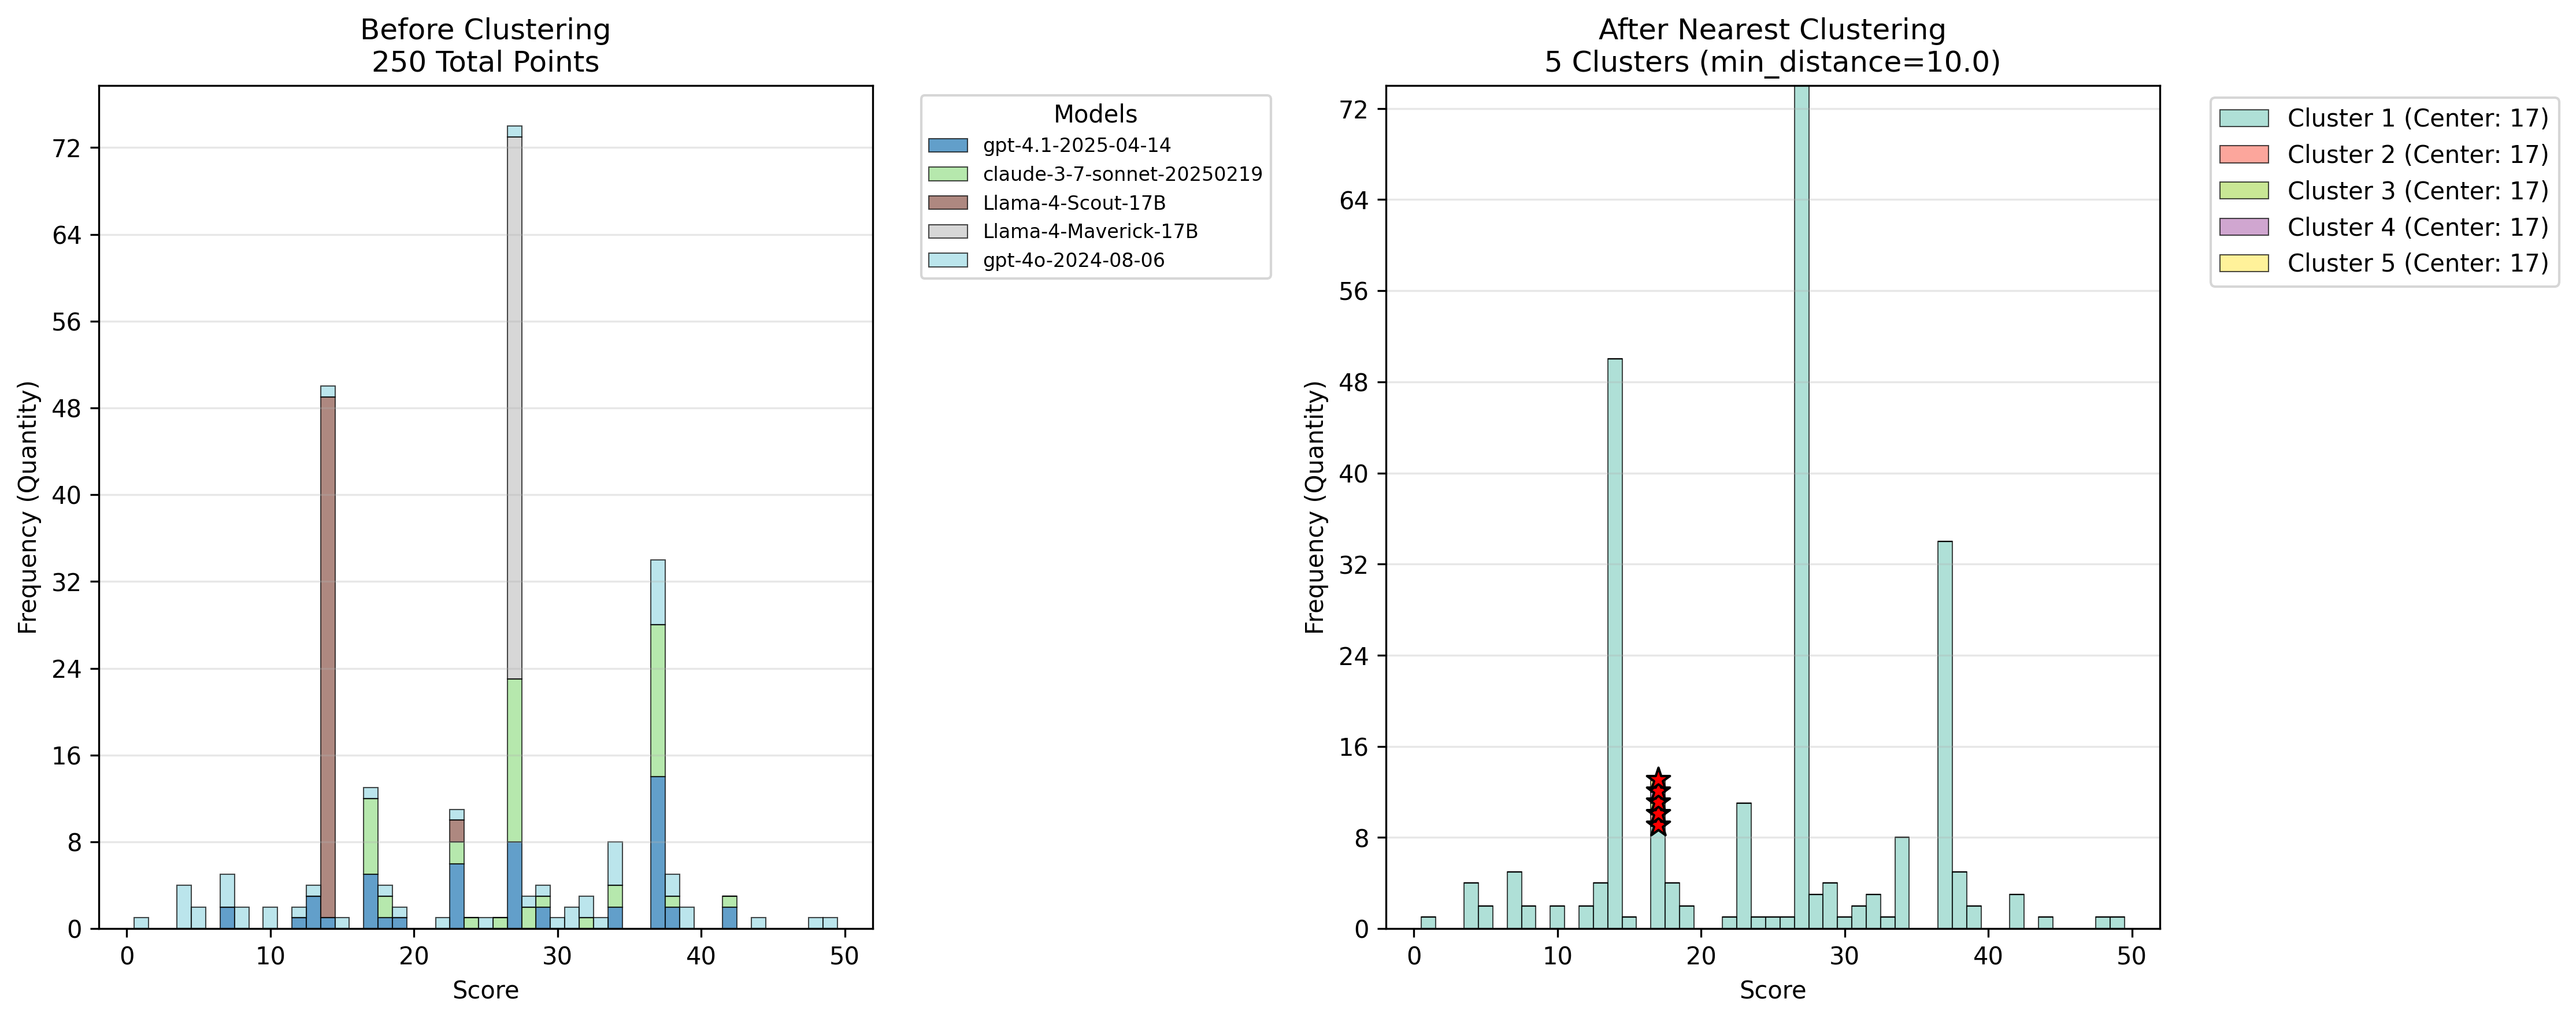 Before Clustering
250 Total Points
Frequency (Quantity)
72
64
56
48
40
32
24
16
8
0
0 10 20 30 40 50
Score
Models
gpt-4.1-2025-04-14
claude-3-7-sonnet-20250219
Llama-4-Scout-17B
Llama-4-Maverick-17B
gpt-4o-2024-08-06
After Nearest Clustering
5 Clusters (min_distance=10.0)
Frequency (Quantity)
72
64
56
48
40
32
24
16
8
0
0 10 20 30 40 50
Score
Cluster 1 (Center: 17)
Cluster 2 (Center: 17)
Cluster 3 (Center: 17)
Cluster 4 (Center: 17)
Cluster 5 (Center: 17)